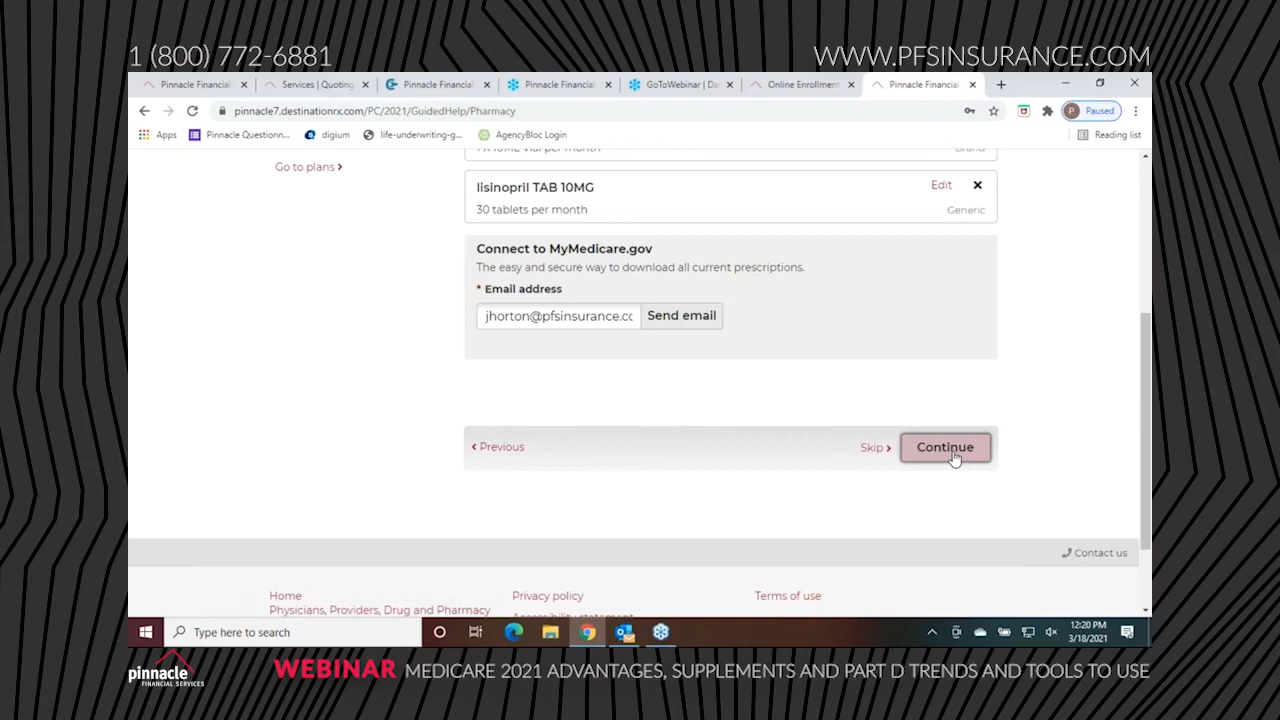 1 (800) 772-6881
WWW.PFSINSURANCE.COM
Pinnacle Financial
Services | Quoting
Pinnacle Financial
Pinnacle Financial
GoToWebinar | Da
Online Enrollment
Pinnacle Financial
pinnacle7.destinationrx.com/PC/2021/GuidedHelp/Pharmacy
P Paused
Apps
Pinnacle Questionn...
digium
life-underwriting-g...
AgencyBloc Login
Reading list
Go to plans
per month
Brand
lisinopril TAB 10MG
Edit
30 tablets per month
Generic
Connect to MyMedicare.gov
The easy and secure way to download all current prescriptions.
* Email address
jhorton@pfsinsurance.cc
Send email
Previous
Skip
Continue
Contact us
Home
Privacy policy
Terms of use
Physicians, Providers, Drug and Pharmacy
Accessibility statement
Type here to search
12:20 PM
3/18/2021
pinnacle
FINANCIAL SERVICES
WEBINAR MEDICARE 2021 ADVANTAGES, SUPPLEMENTS AND PART D TRENDS AND TOOLS TO USE